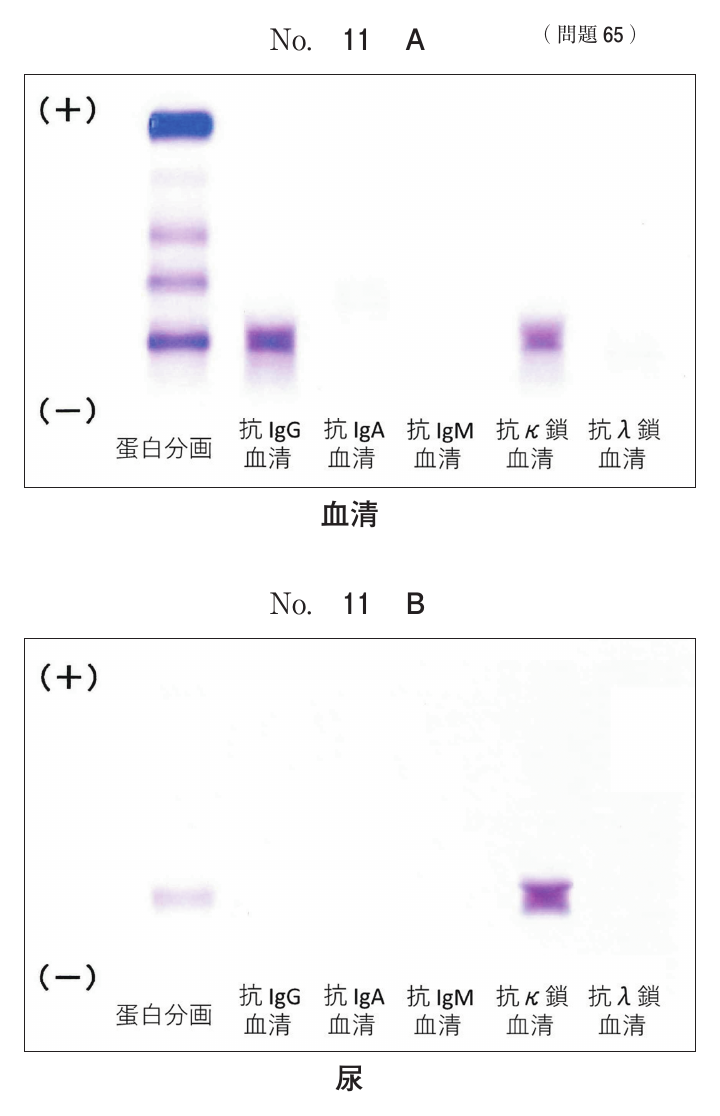 No. 11 A （問題 65）
（＋）
（－）
蛋白分画 抗 IgG 血清 抗 IgA 血清 抗 IgM 血清 抗 κ 鎖 血清 抗 λ 鎖 血清
血清
No. 11 B
（＋）
（－）
蛋白分画 抗 IgG 血清 抗 IgA 血清 抗 IgM 血清 抗 κ 鎖 血清 抗 λ 鎖 血清
尿